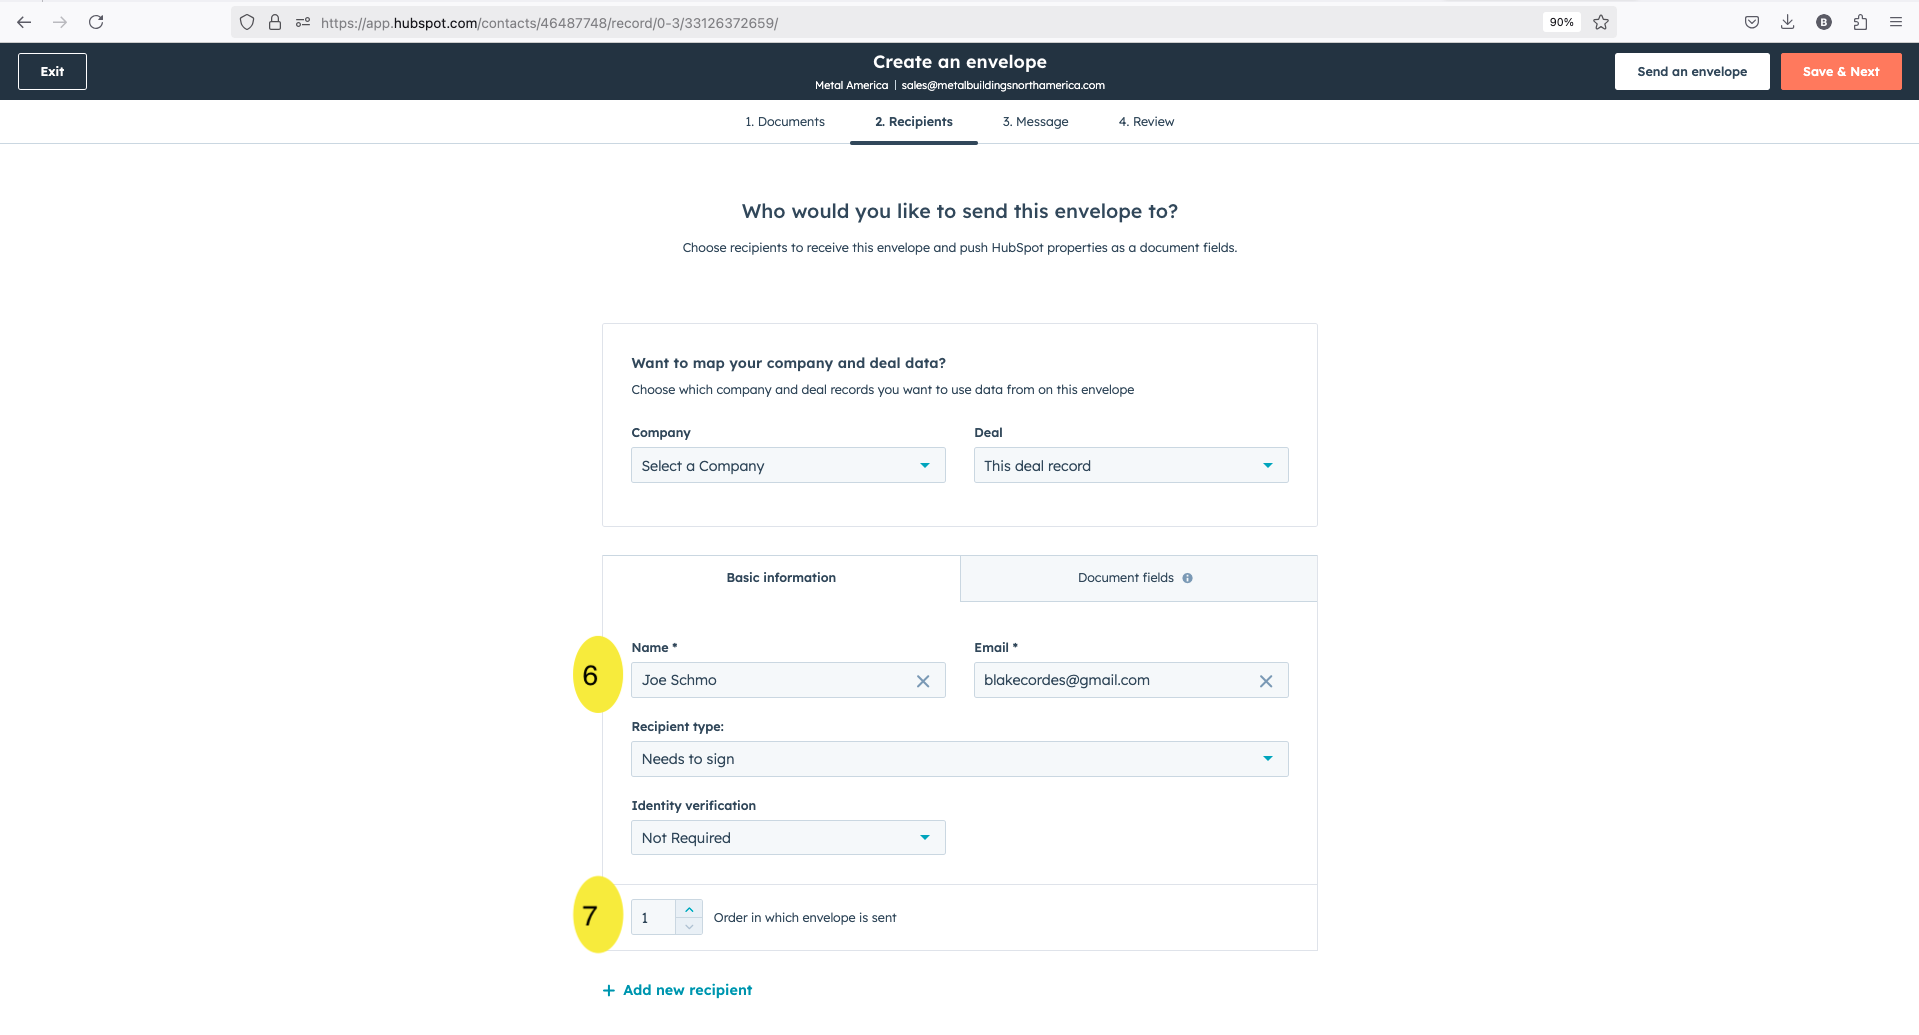 https://app.hubspot.com/contacts/46487748/record/0-3/33126372659/
90%
B
Exit
Create an envelope
Metal America | sales@metalbuildingsnorthamerica.com
Send an envelope
Save & Next
1. Documents
2. Recipients
3. Message
4. Review
Who would you like to send this envelope to?
Choose recipients to receive this envelope and push HubSpot properties as a document fields.
Want to map your company and deal data?
Choose which company and deal records you want to use data from on this envelope
Company
Deal
Select a Company
This deal record
Basic information
Document fields
6
Name *
Email *
Joe Schmo
blakecordes@gmail.com
Recipient type:
Needs to sign
Identity verification
Not Required
7
1
Order in which envelope is sent
+ Add new recipient